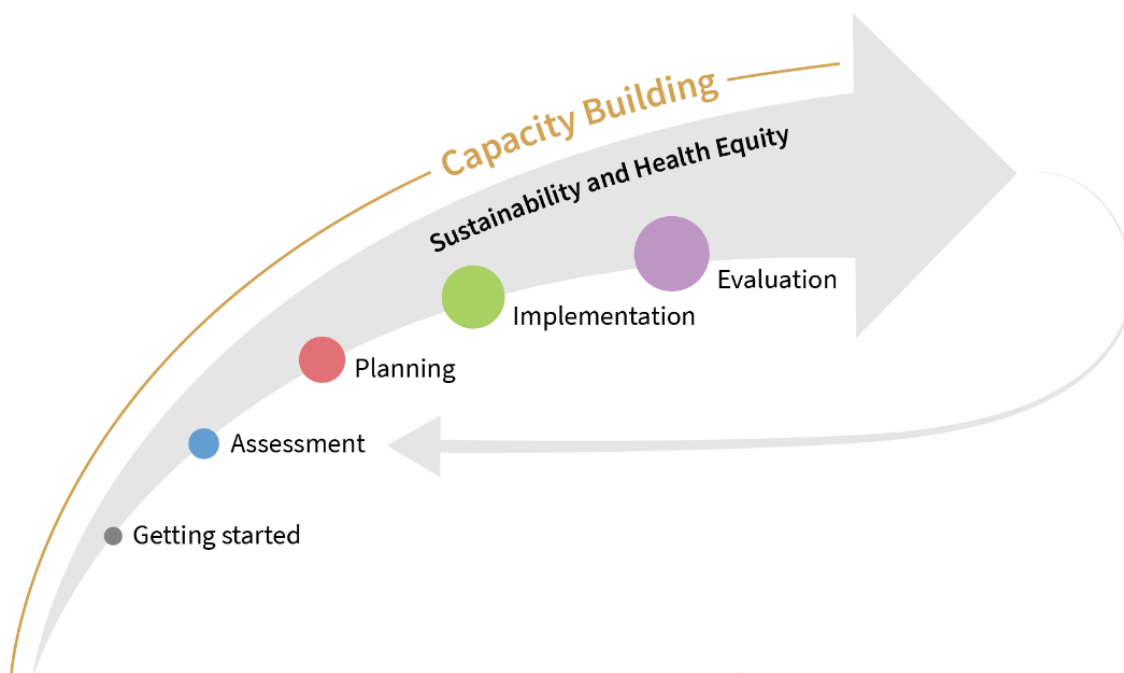 Capacity Building
Sustainability and Health Equity
Evaluation
Implementation
Planning
Assessment
Getting started